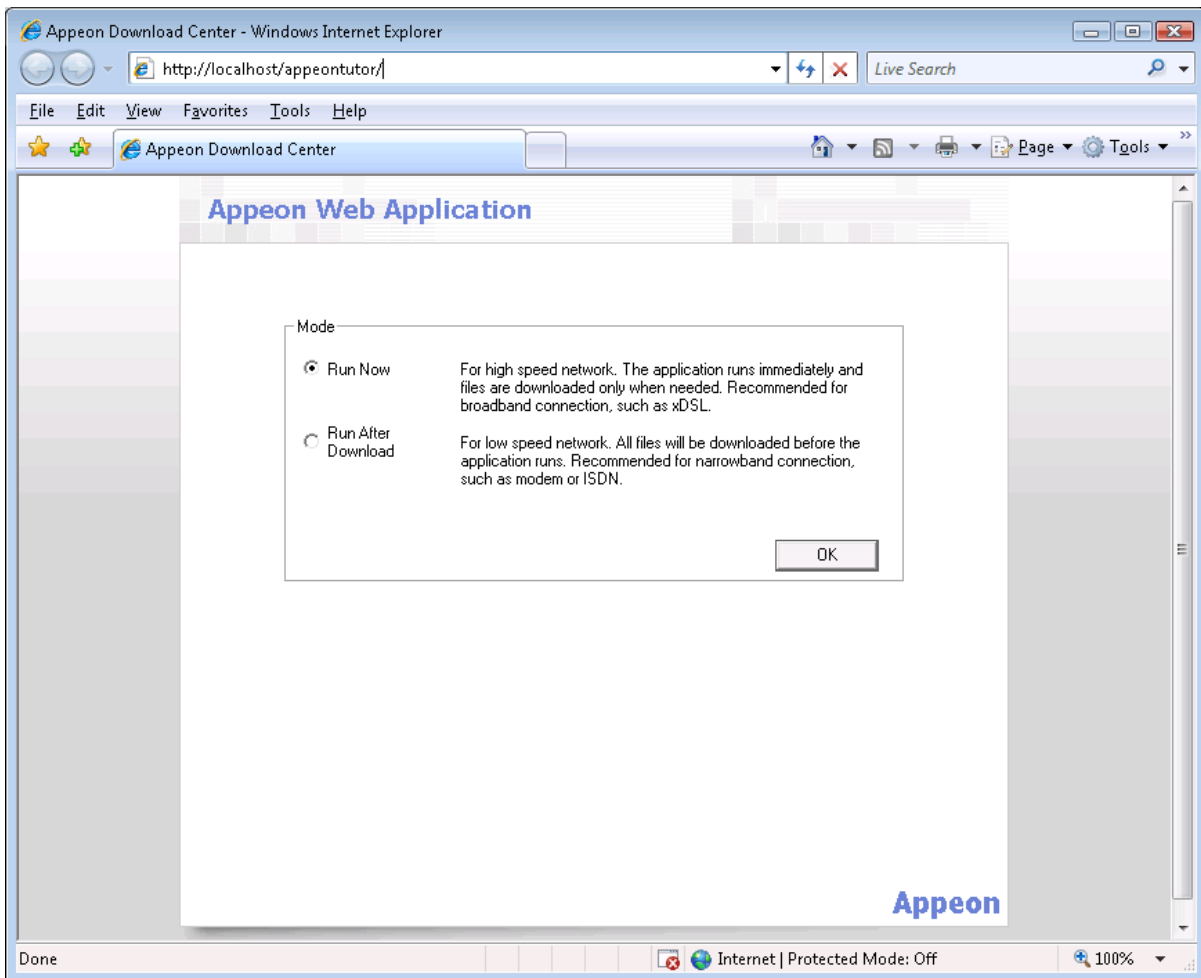 Appeon Download Center - Windows Internet Explorer
http://localhost/appeontutor/
Live Search
File Edit View Favorites Tools Help
Appeon Download Center
Page Tools
Appeon Web Application
Mode
Run Now
For high speed network. The application runs immediately and
files are downloaded only when needed. Recommended for
broadband connection, such as xDSL.
Run After
Download
For low speed network. All files will be downloaded before the
application runs. Recommended for narrowband connection,
such as modem or ISDN.
OK
Appeon
Done
Internet | Protected Mode: Off
100%